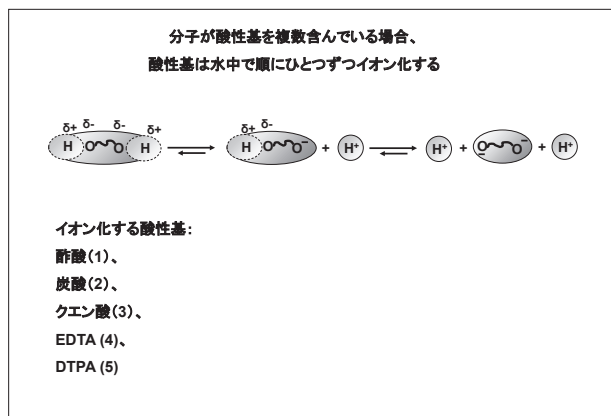 分子が酸性基を複数含んでいる場合、
酸性基は水中で順にひとつずつイオン化する
δ+ δ- δ- δ+ δ+ δ-
H O O H H O O⁻ + H⁺ H⁺ + O⁻ O⁻ + H⁺
イオン化する酸性基:
酢酸(1)、
炭酸(2)、
クエン酸(3)、
EDTA (4)、
DTPA (5)